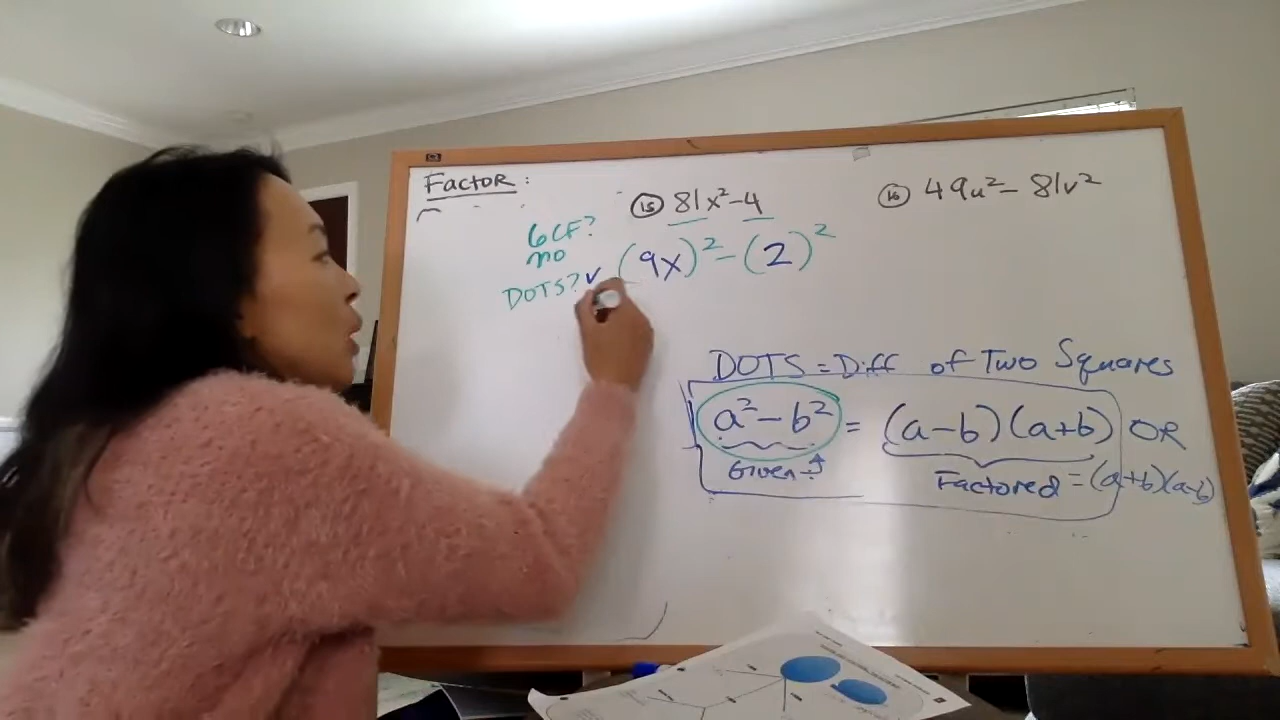 Factor:
⑮ 81x² - 4
⑯ 49u² - 81v²
GCF?
no
DOTS? ✓
(9x)² - (2)²
DOTS = Diff of Two Squares
a² - b² = (a-b)(a+b) OR
Given Factored = (a+b)(a-b)